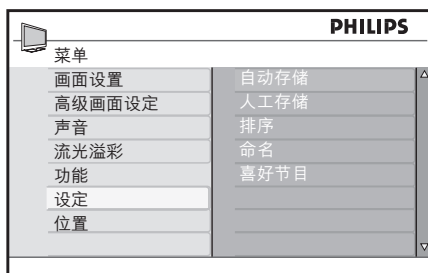 PHILIPS
菜单
画面设置
高级画面设定
声音
流光溢彩
功能
设定
位置
自动存储
人工存储
排序
命名
喜好节目